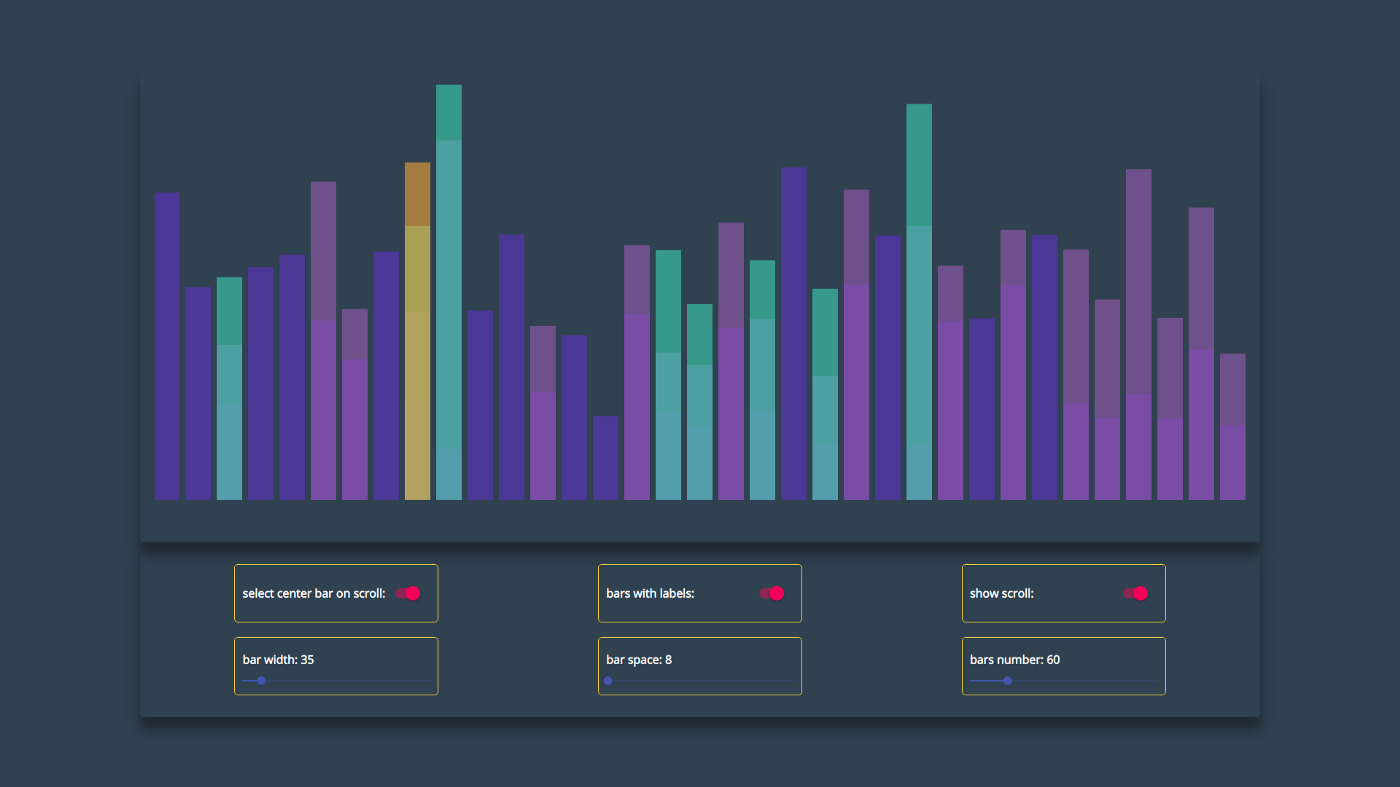 select center bar on scroll:
bars with labels:
show scroll:
bar width: 35
bar space: 8
bars number: 60